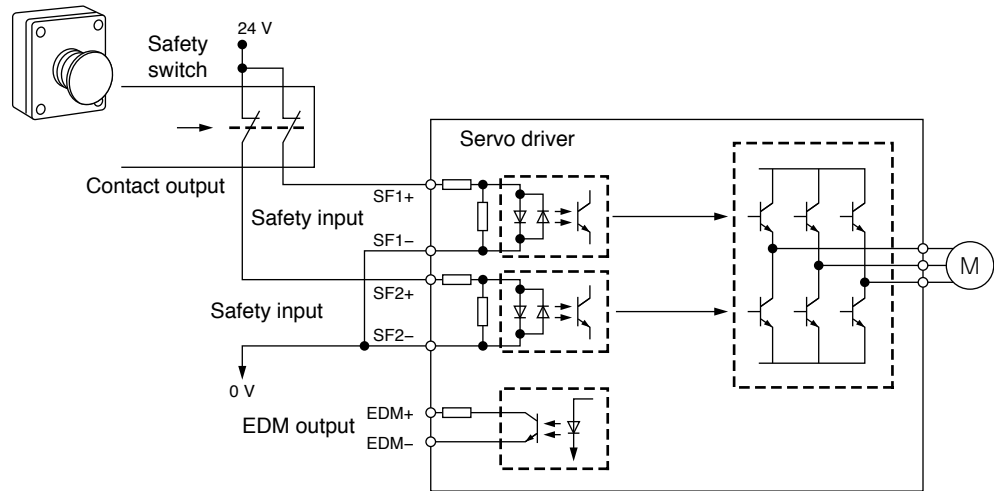 24 V
Safety
switch
Servo driver
Contact output
SF1+
Safety input
SF1−
M
SF2+
Safety input
SF2−
0 V
EDM+
EDM output
EDM−